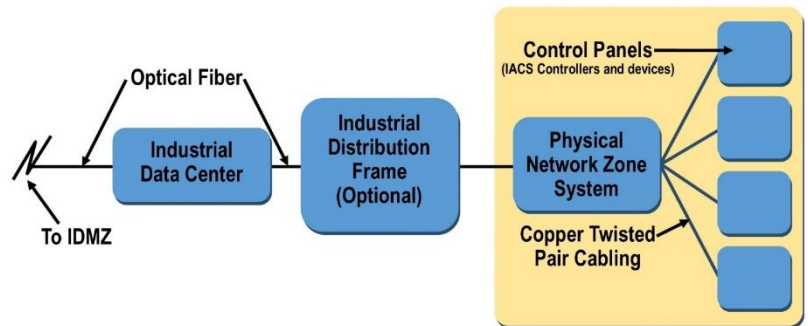 Optical Fiber
Industrial
Data Center
To IDMZ
Industrial
Distribution
Frame
(Optional)
Control Panels
(IACS Controllers and devices)
Physical
Network Zone
System
Copper Twisted
Pair Cabling